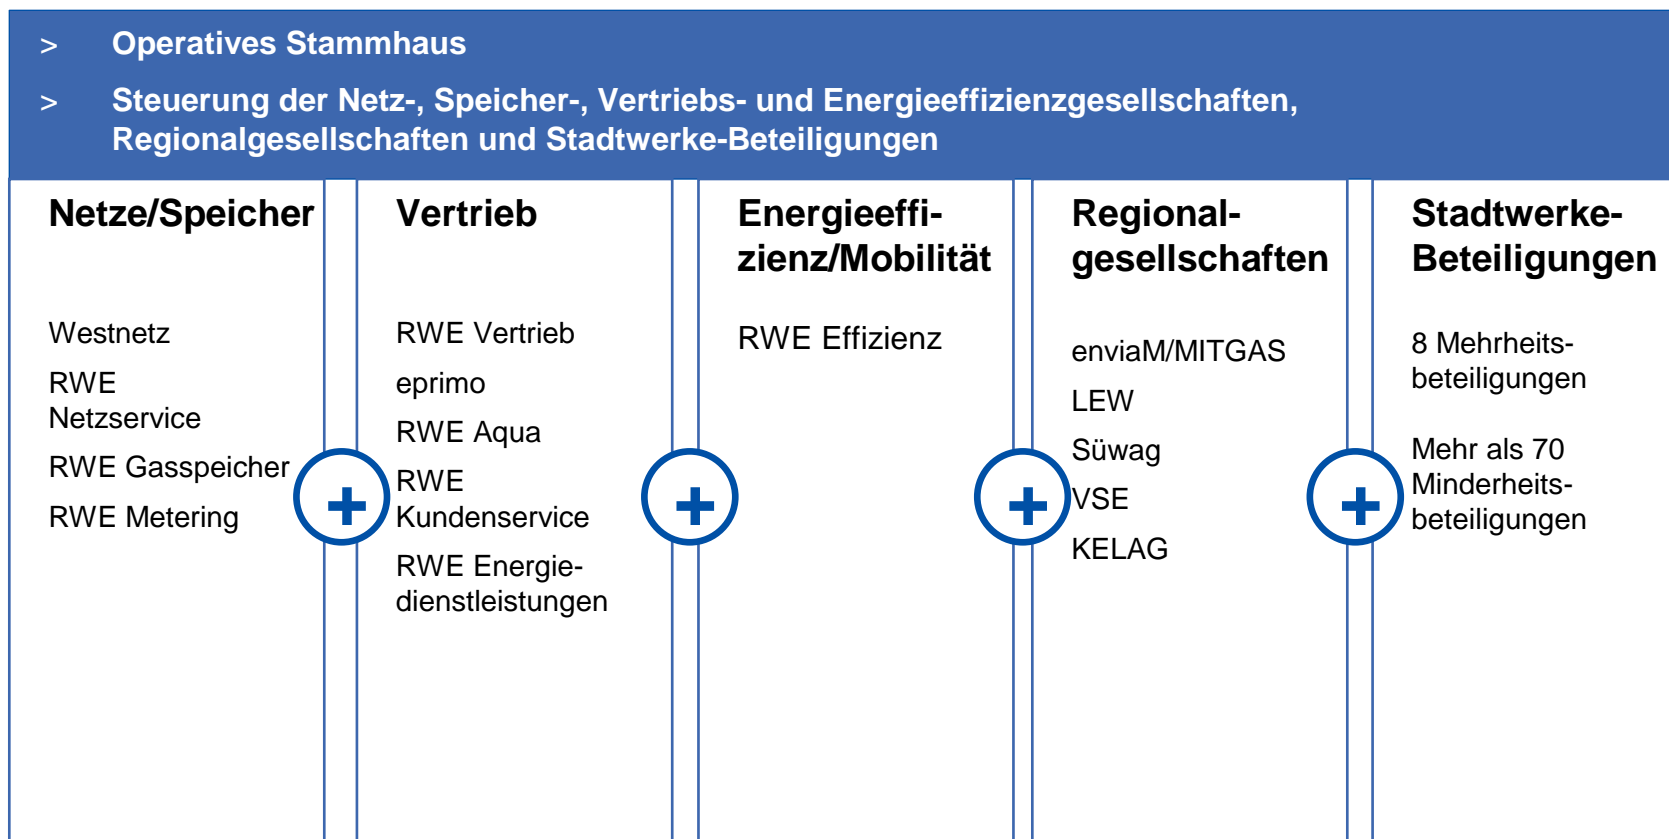 > Operatives Stammhaus
> Steuerung der Netz-, Speicher-, Vertriebs- und Energieeffizienzgesellschaften,
Regionalgesellschaften und Stadtwerke-Beteiligungen
Netze/Speicher
Westnetz
RWE
Netzservice
RWE Gasspeicher
RWE Metering
+
Vertrieb
RWE Vertrieb
eprimo
RWE Aqua
RWE
Kundenservice
RWE Energie-
dienstleistungen
+
Energieeffi-
zienz/Mobilität
RWE Effizienz
+
Regional-
gesellschaften
enviaM/MITGAS
LEW
Süwag
VSE
KELAG
+
Stadtwerke-
Beteiligungen
8 Mehrheits-
beteiligungen
Mehr als 70
Minderheits-
beteiligungen